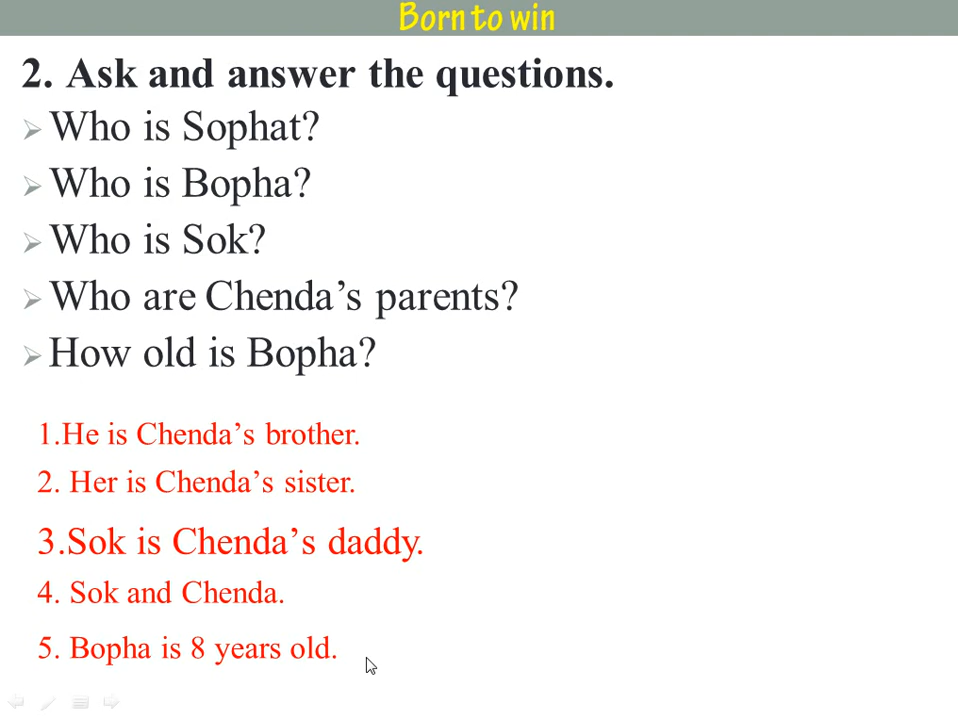 Born to win
2. Ask and answer the questions.
Who is Sophat?
Who is Bopha?
Who is Sok?
Who are Chenda’s parents?
How old is Bopha?
1.He is Chenda’s brother.
2. Her is Chenda’s sister.
3.Sok is Chenda’s daddy.
4. Sok and Chenda.
5. Bopha is 8 years old.